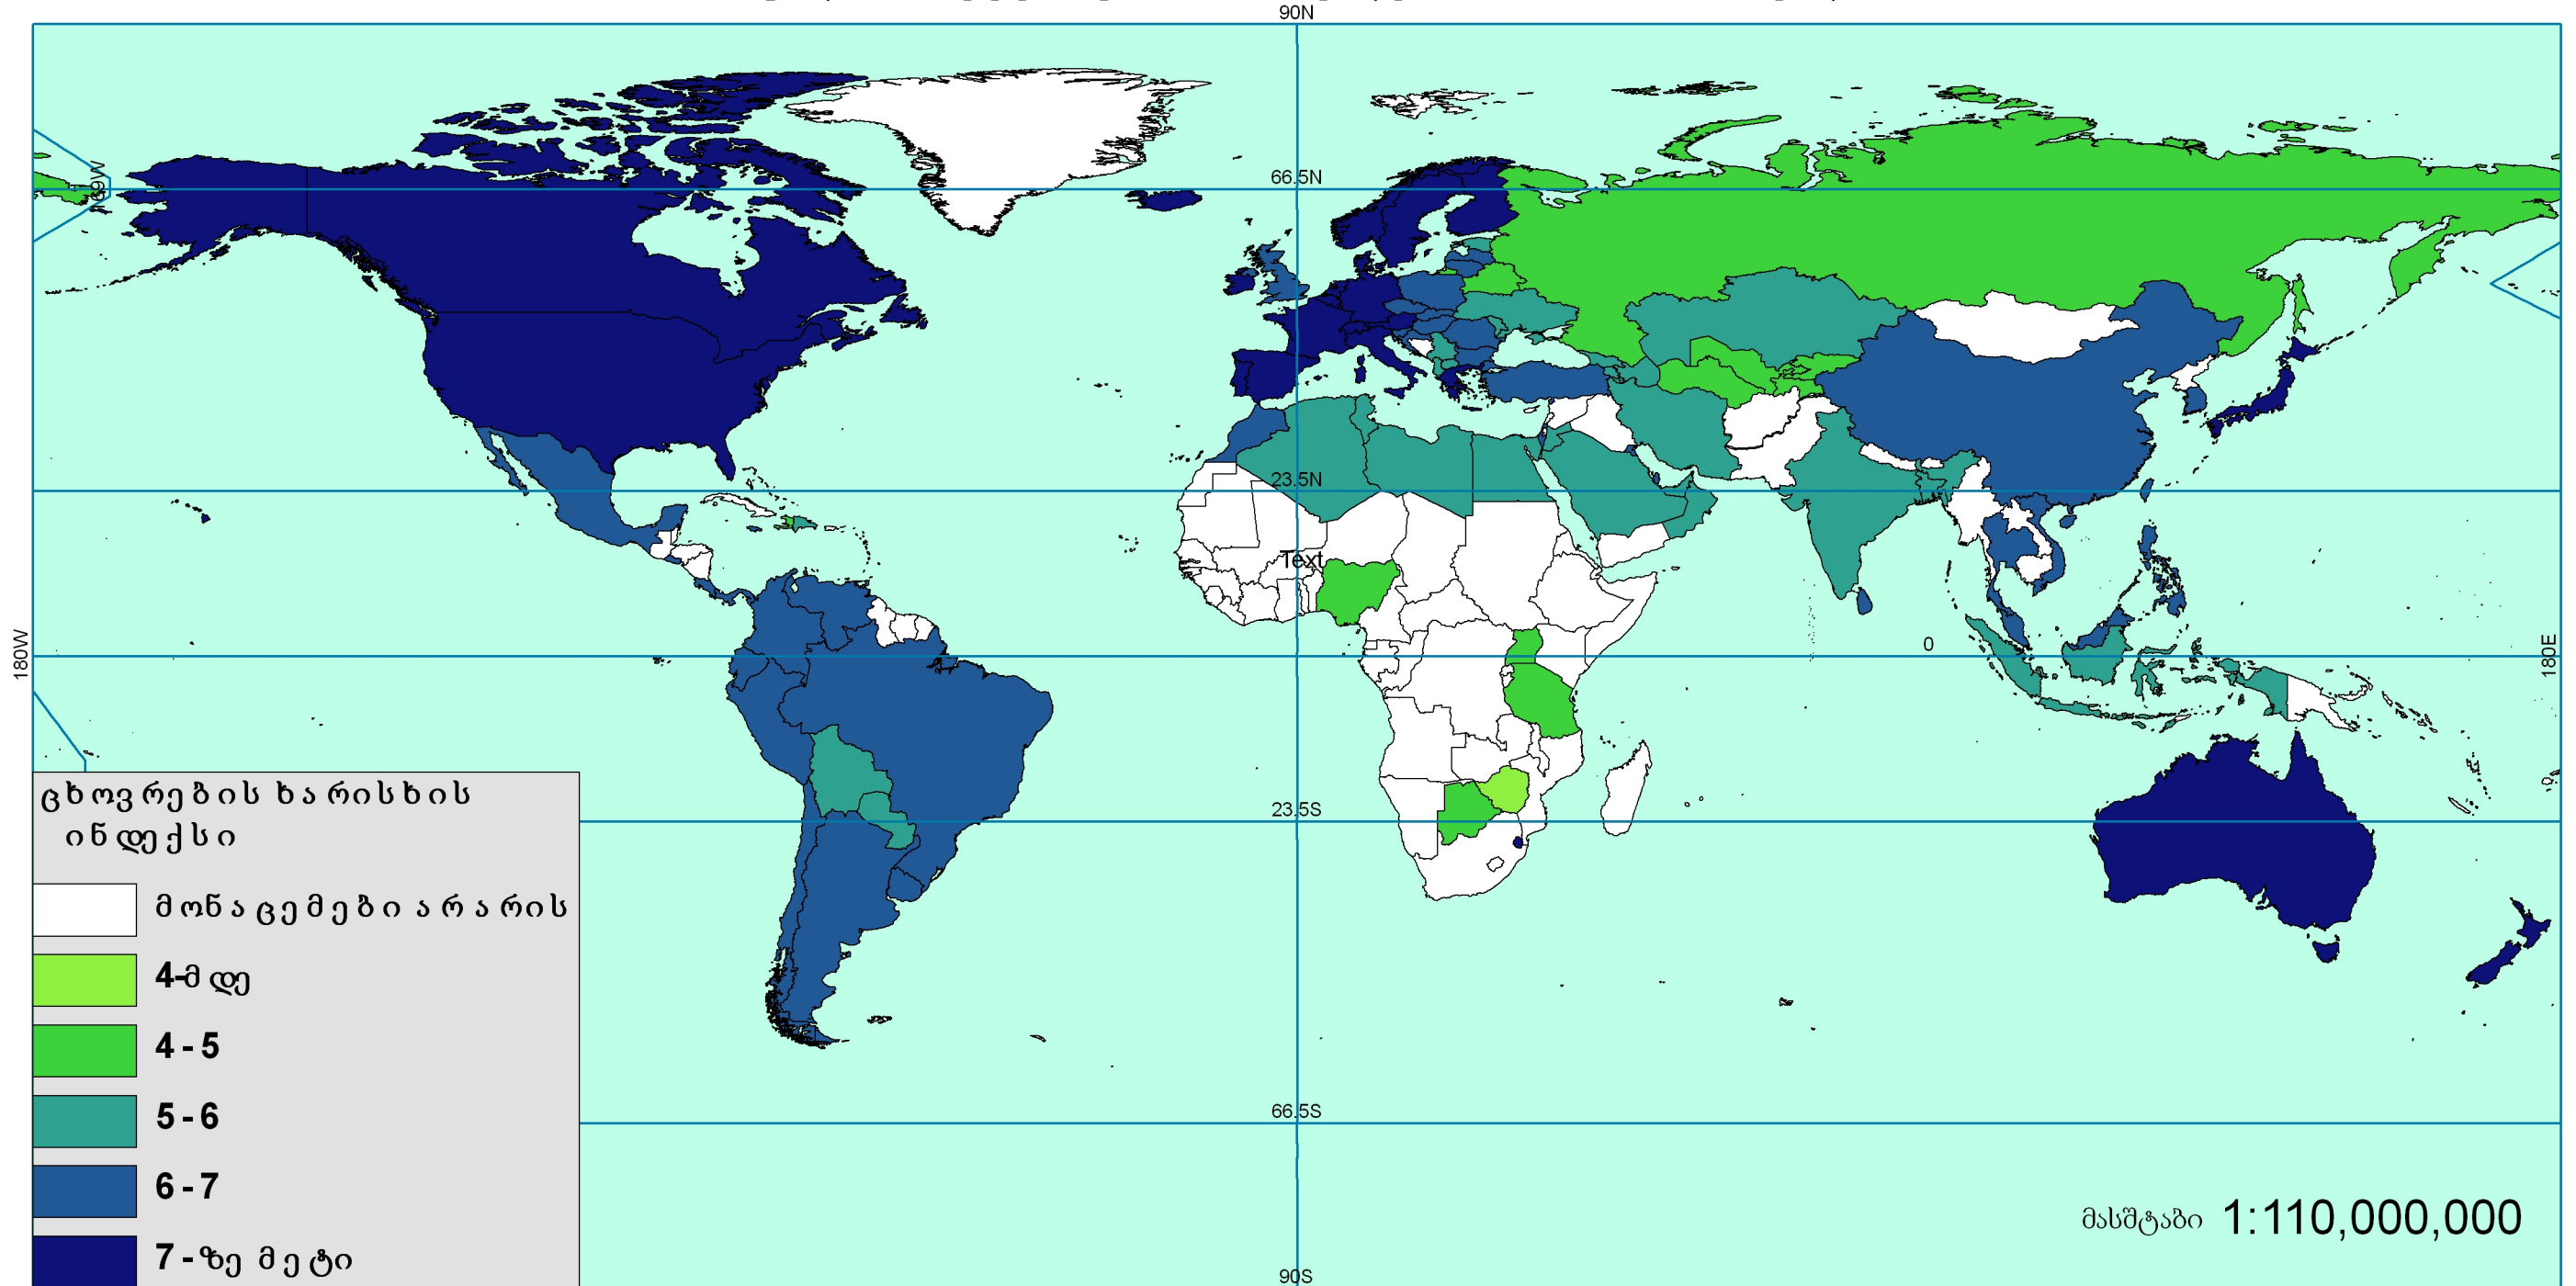 90N
169W
66.5N
23.5N
Text
180W
0
180E
23.5S
66.5S
90S
ცხოვრების ხარისხის
ინდექსი
მონაცემები არ არის
4-მდე
4 - 5
5 - 6
6 - 7
7 - ზე მეტი
მასშტაბი 1:110,000,000